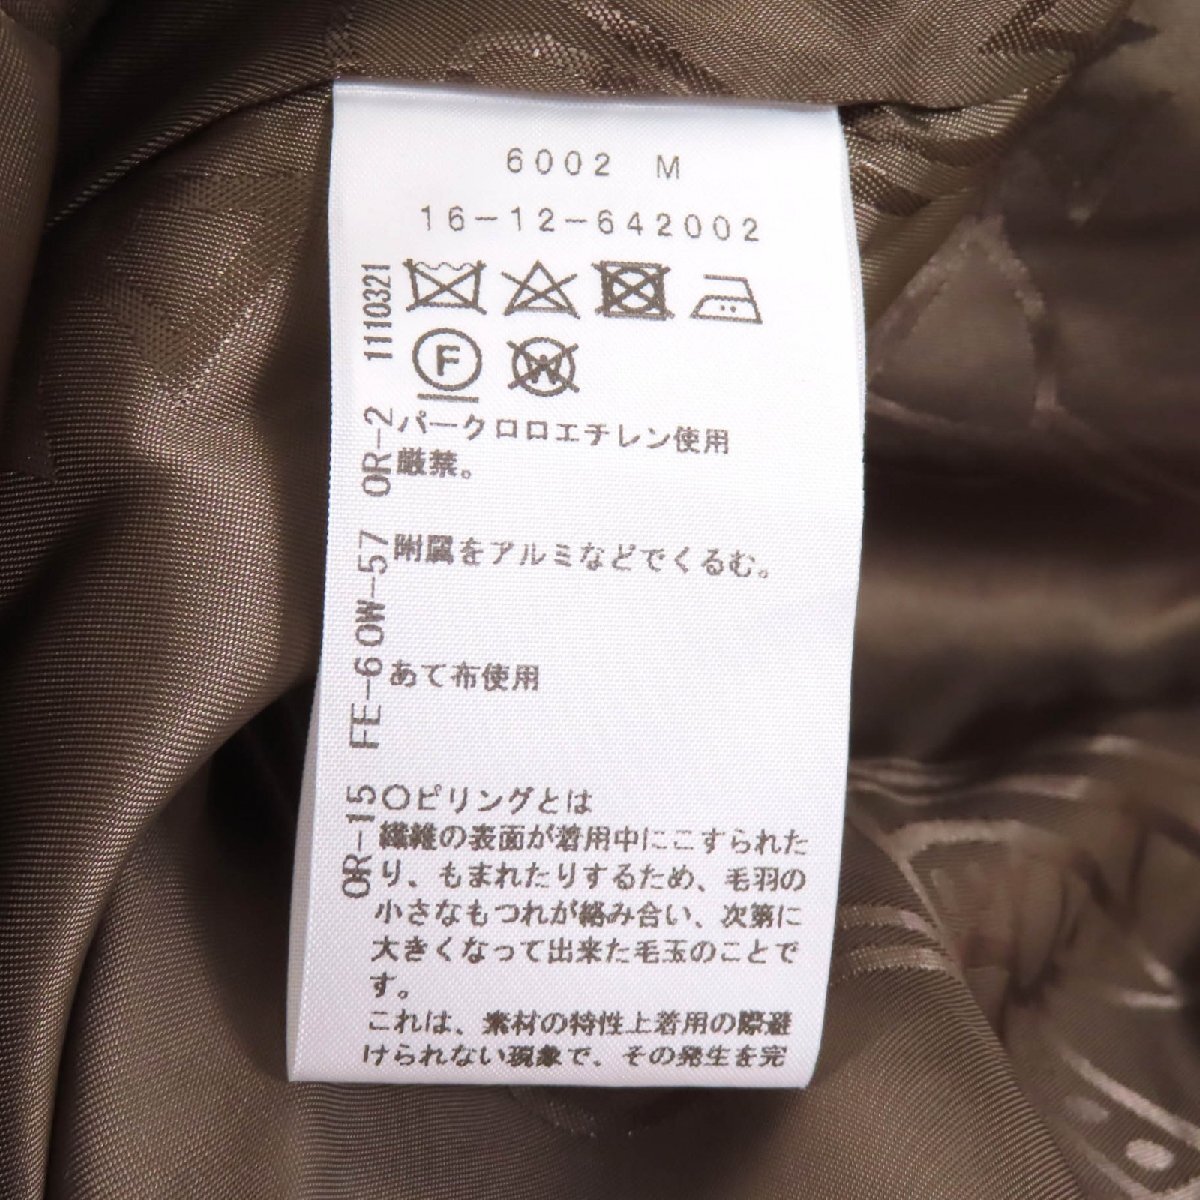 6002 M
16-12-642002
F
W
パークロロエチレン使用
厳禁。
附属をアルミなどでくるむ。
あて布使用
〇ピリングとは
繊維の表面が着用中にこすられた
り、もまれたりするため、毛羽の
小さなもつれが絡み合い、次第に
大きくなって出来た毛玉のことで
す。
これは、素材の特性上着用の際避
けられない現象で、その発生を完
OR-15 FE-6 OW-57 OR-2 1110321